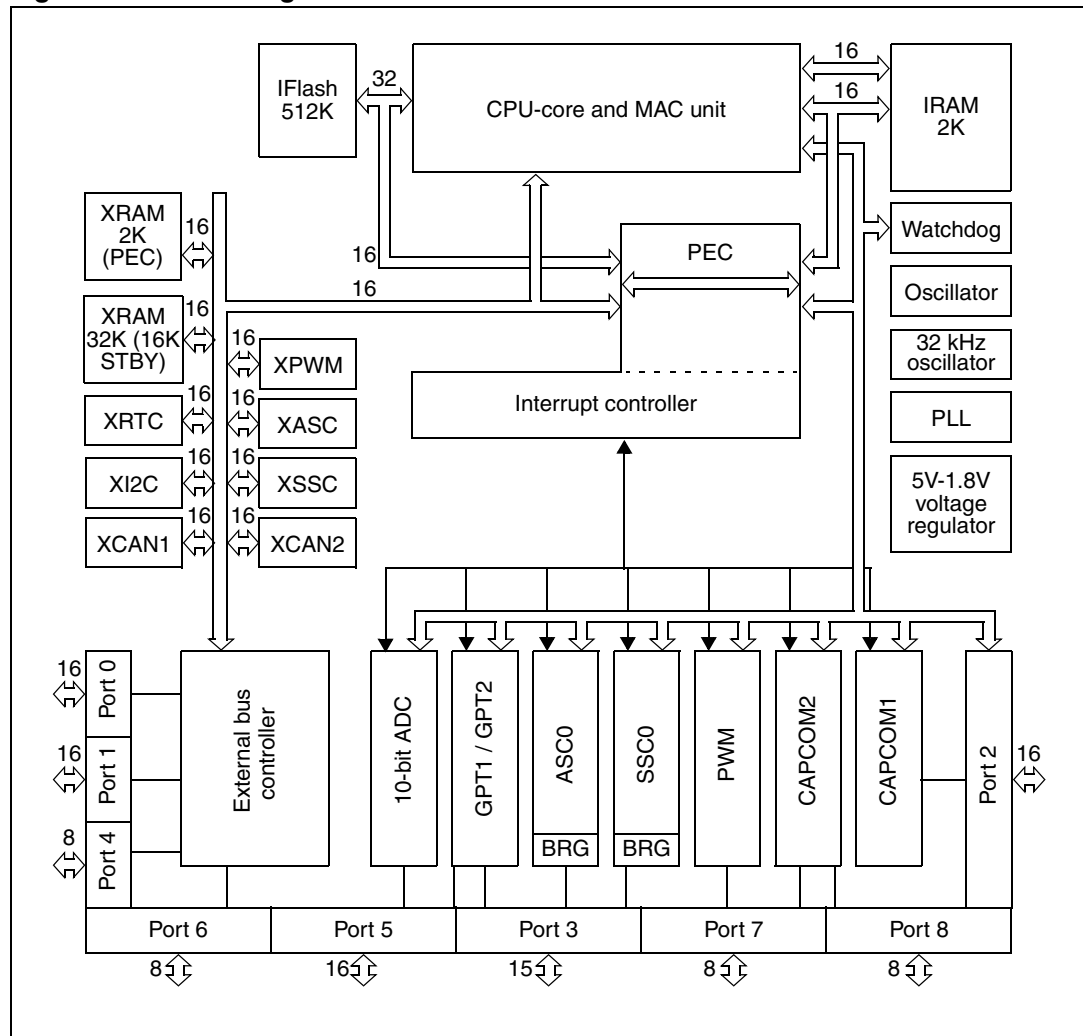 16
32
IFlash
512K
CPU-core and MAC unit
16
IRAM
2K
XRAM
2K
(PEC)
16
16
PEC
Watchdog
16
Oscillator
XRAM
32K (16K
STBY)
16
32 kHz
oscillator
16
XPWM
Interrupt controller
PLL
XRTC
16
16
XASC
XI2C
16
16
XSSC
5V-1.8V
voltage
regulator
XCAN1
16
16
XCAN2
16
Port 0
16
Port 1
8
Port 4
External bus
controller
10-bit ADC
GPT1 / GPT2
ASC0
BRG
SSC0
BRG
PWM
CAPCOM2
CAPCOM1
Port 2
16
Port 6
Port 5
Port 3
Port 7
Port 8
8
16
15
8
8